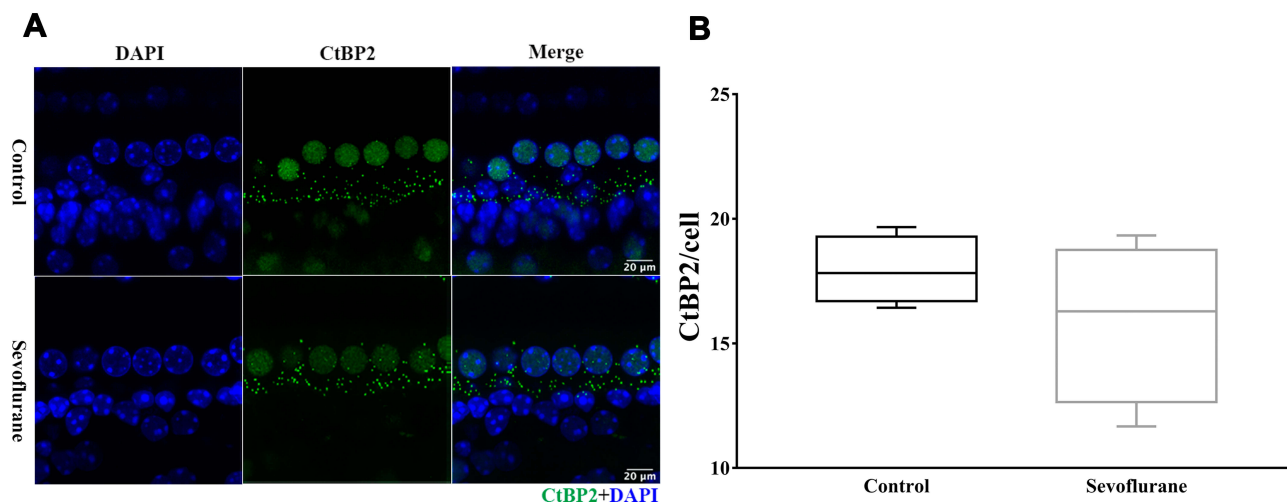 A
DAPI CtBP2 Merge
Control
20 μm
Sevoflurane
20 μm
CtBP2+DAPI
B
25
20
15
10
CtBP2/cell
Control Sevoflurane